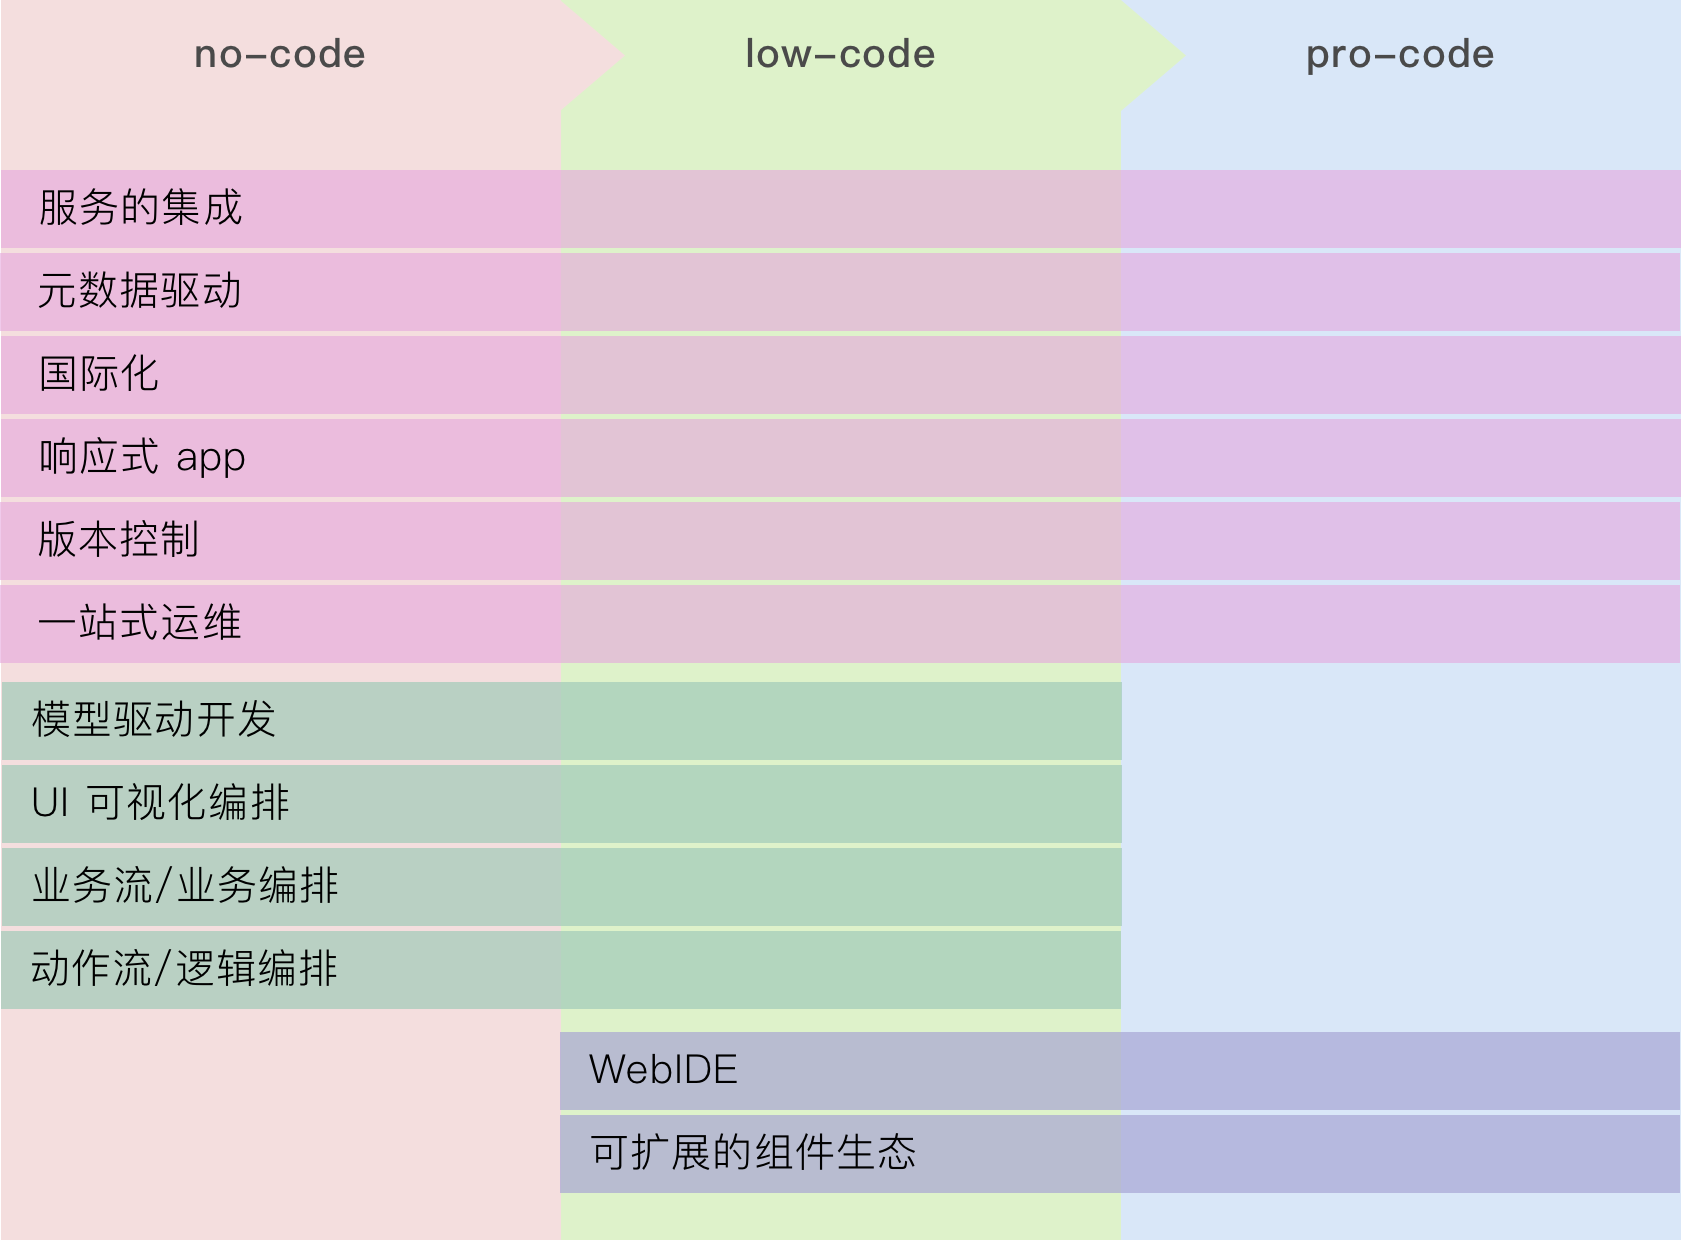 no-code
low-code
pro-code
服务的集成
元数据驱动
国际化
响应式 app
版本控制
一站式运维
模型驱动开发
UI 可视化编排
业务流/业务编排
动作流/逻辑编排
WebIDE
可扩展的组件生态